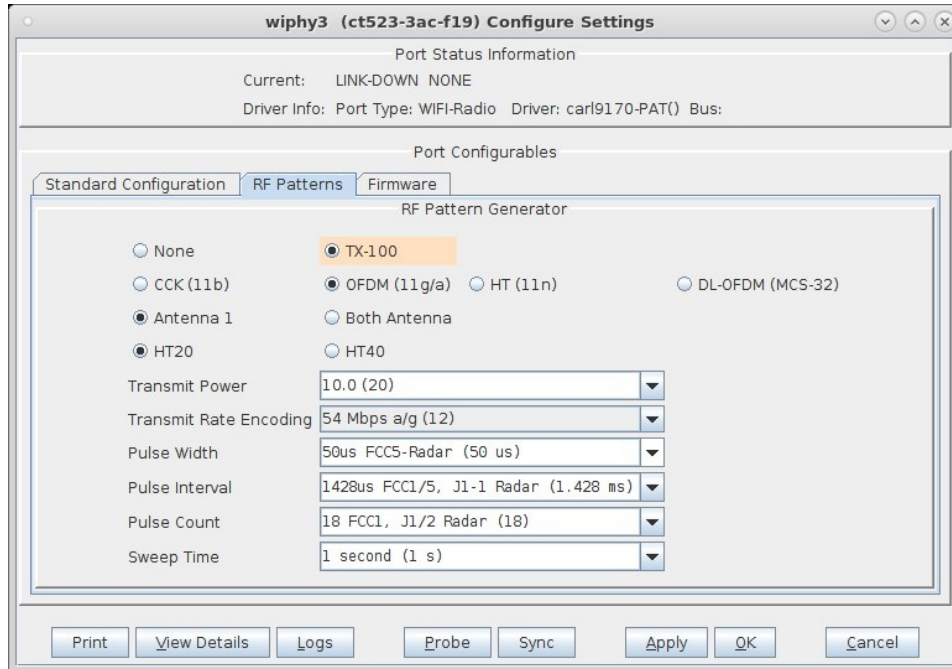 wiphy3 (ct523-3ac-f19) Configure Settings
Port Status Information
Current: LINK-DOWN NONE
Driver Info: Port Type: WIFI-Radio Driver: carl9170-PAT() Bus:
Port Configurables
Standard Configuration RF Patterns Firmware
RF Pattern Generator
None TX-100
CCK (11b) OFDM (11g/a) HT (11n) DL-OFDM (MCS-32)
Antenna 1 Both Antenna
HT20 HT40
Transmit Power 10.0 (20)
Transmit Rate Encoding 54 Mbps a/g (12)
Pulse Width 50us FCC5-Radar (50 us)
Pulse Interval 1428us FCC1/5, J1-1 Radar (1.428 ms)
Pulse Count 18 FCC1, J1/2 Radar (18)
Sweep Time 1 second (1 s)
Print View Details Logs Probe Sync Apply OK Cancel